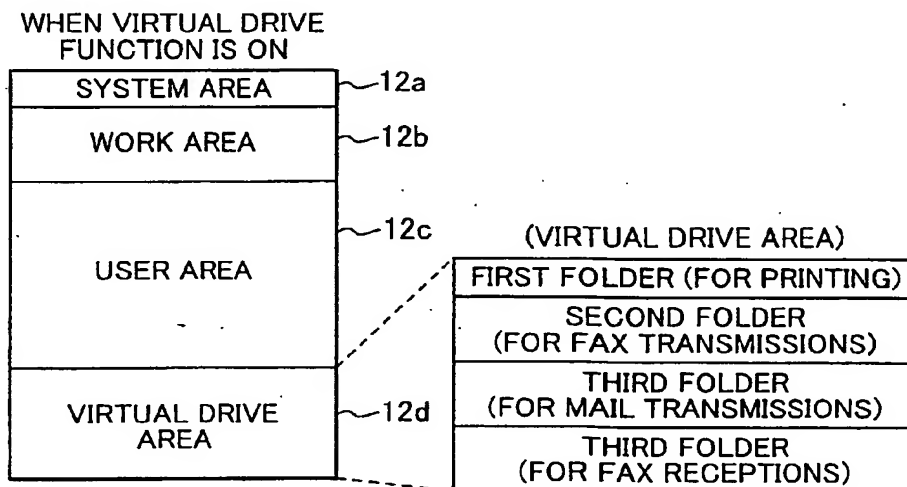 WHEN VIRTUAL DRIVE
FUNCTION IS ON
SYSTEM AREA
12a
WORK AREA
12b
USER AREA
12c
VIRTUAL DRIVE
AREA
12d
(VIRTUAL DRIVE AREA)
FIRST FOLDER (FOR PRINTING)
SECOND FOLDER
(FOR FAX TRANSMISSIONS)
THIRD FOLDER
(FOR MAIL TRANSMISSIONS)
THIRD FOLDER
(FOR FAX RECEPTIONS)